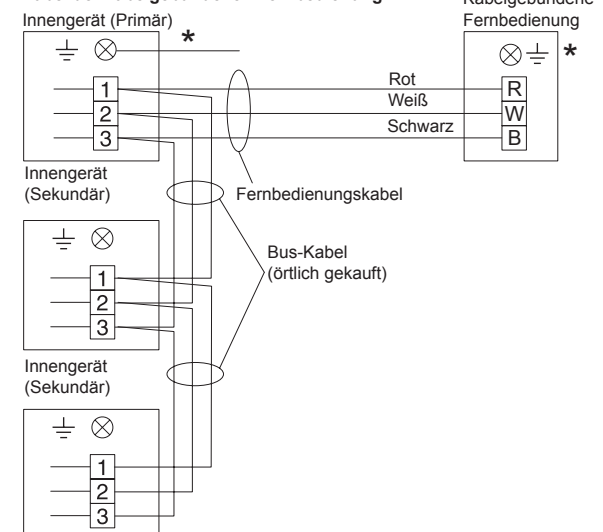 Kabelgebundene
Innengerät (Primär)
Fernbedienung
*
*
1
2
3
Rot
Weiß
Schwarz
R
W
B
Innengerät
(Sekundär)
Fernbedienungskabel
1
2
3
Bus-Kabel
(örtlich gekauft)
Innengerät
(Sekundär)
1
2
3